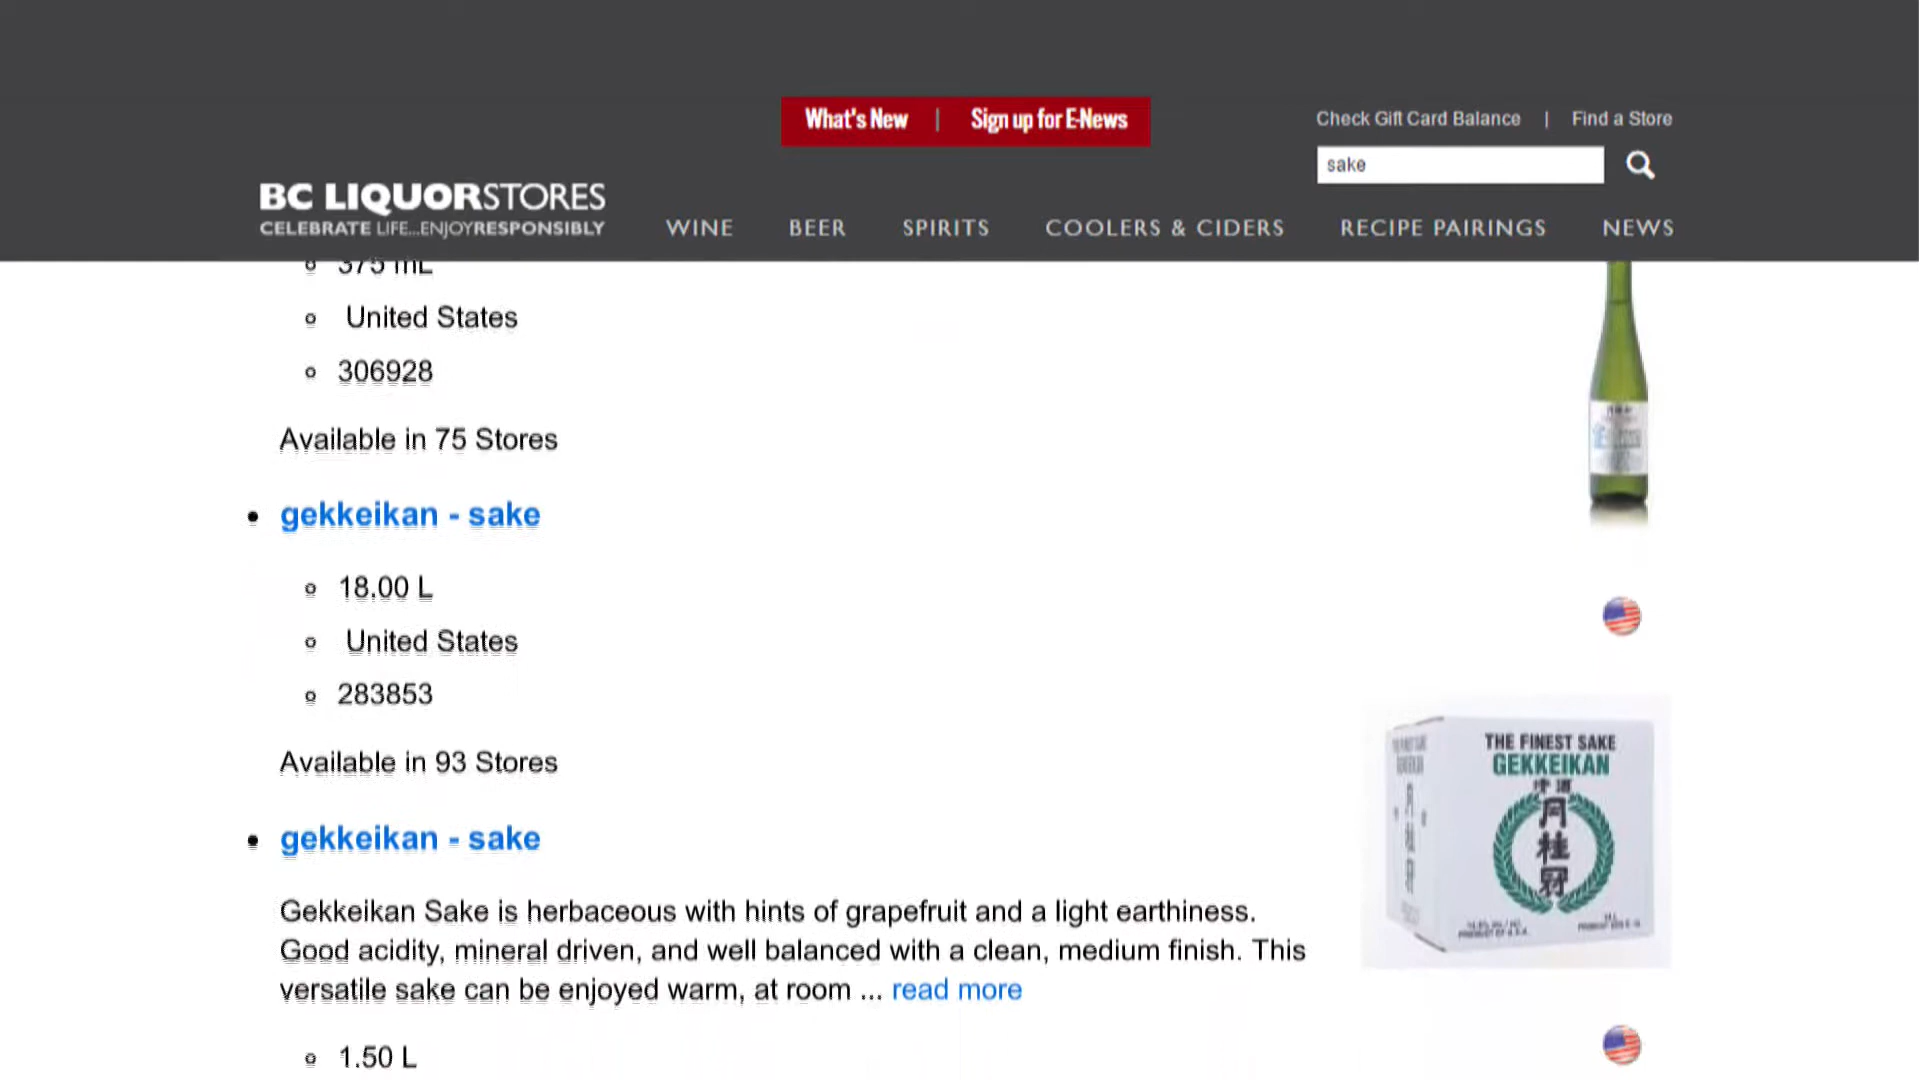 What's New | Sign up for E-News
Check Gift Card Balance | Find a Store
sake
BC LIQUORSTORES
CELEBRATE LIFE...ENJOYRESPONSIBLY
WINE BEER SPIRITS COOLERS & CIDERS RECIPE PAIRINGS NEWS
375 mL
United States
306928
Available in 75 Stores
gekkeikan - sake
18.00 L
United States
283853
Available in 93 Stores
THE FINEST SAKE
GEKKEIKAN
清酒
月桂冠
gekkeikan - sake
Gekkeikan Sake is herbaceous with hints of grapefruit and a light earthiness.
Good acidity, mineral driven, and well balanced with a clean, medium finish. This
versatile sake can be enjoyed warm, at room ... read more
1.50 L